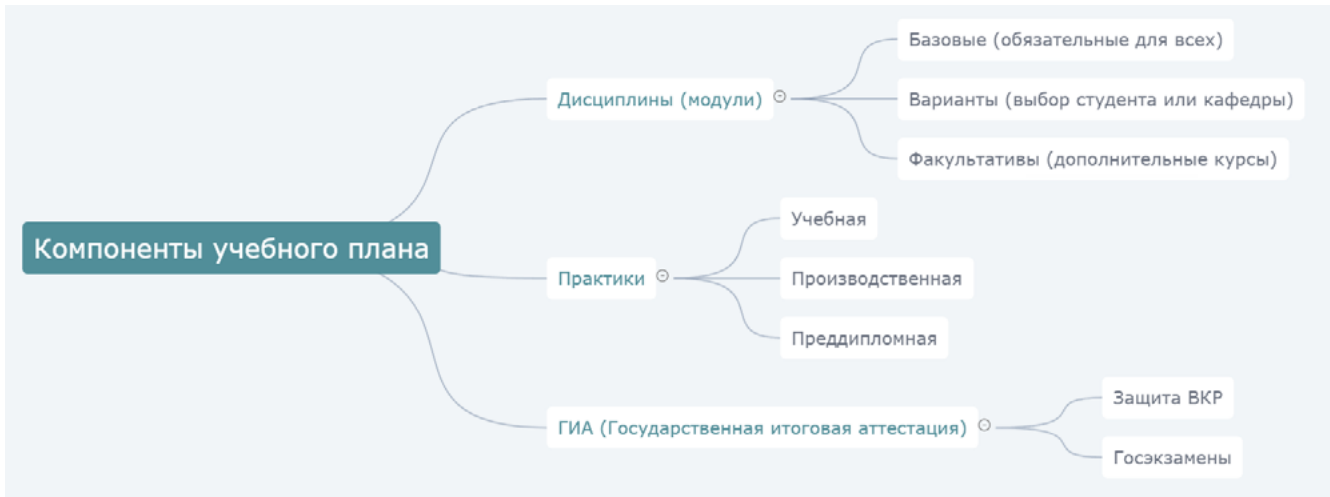 Компоненты учебного плана
Дисциплины (модули)
Базовые (обязательные для всех)
Варианты (выбор студента или кафедры)
Факультативы (дополнительные курсы)
Практики
Учебная
Производственная
Преддипломная
ГИА (Государственная итоговая аттестация)
Защита ВКР
Госэкзамены